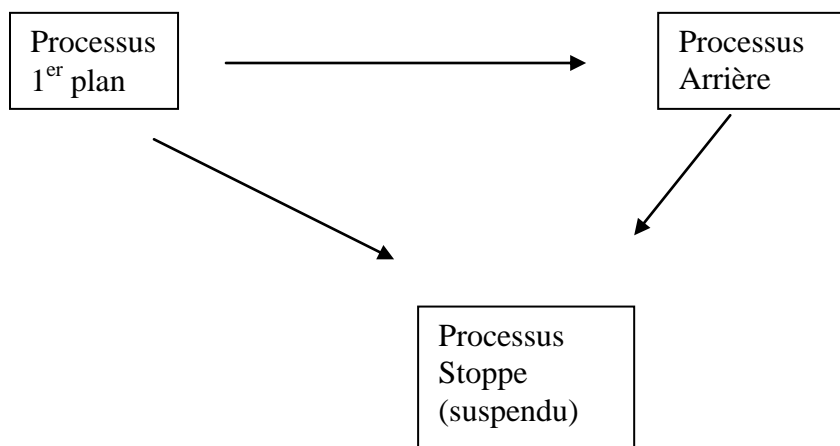 Processus
1er plan
Processus
Arrière
Processus
Stoppe
(suspendu)